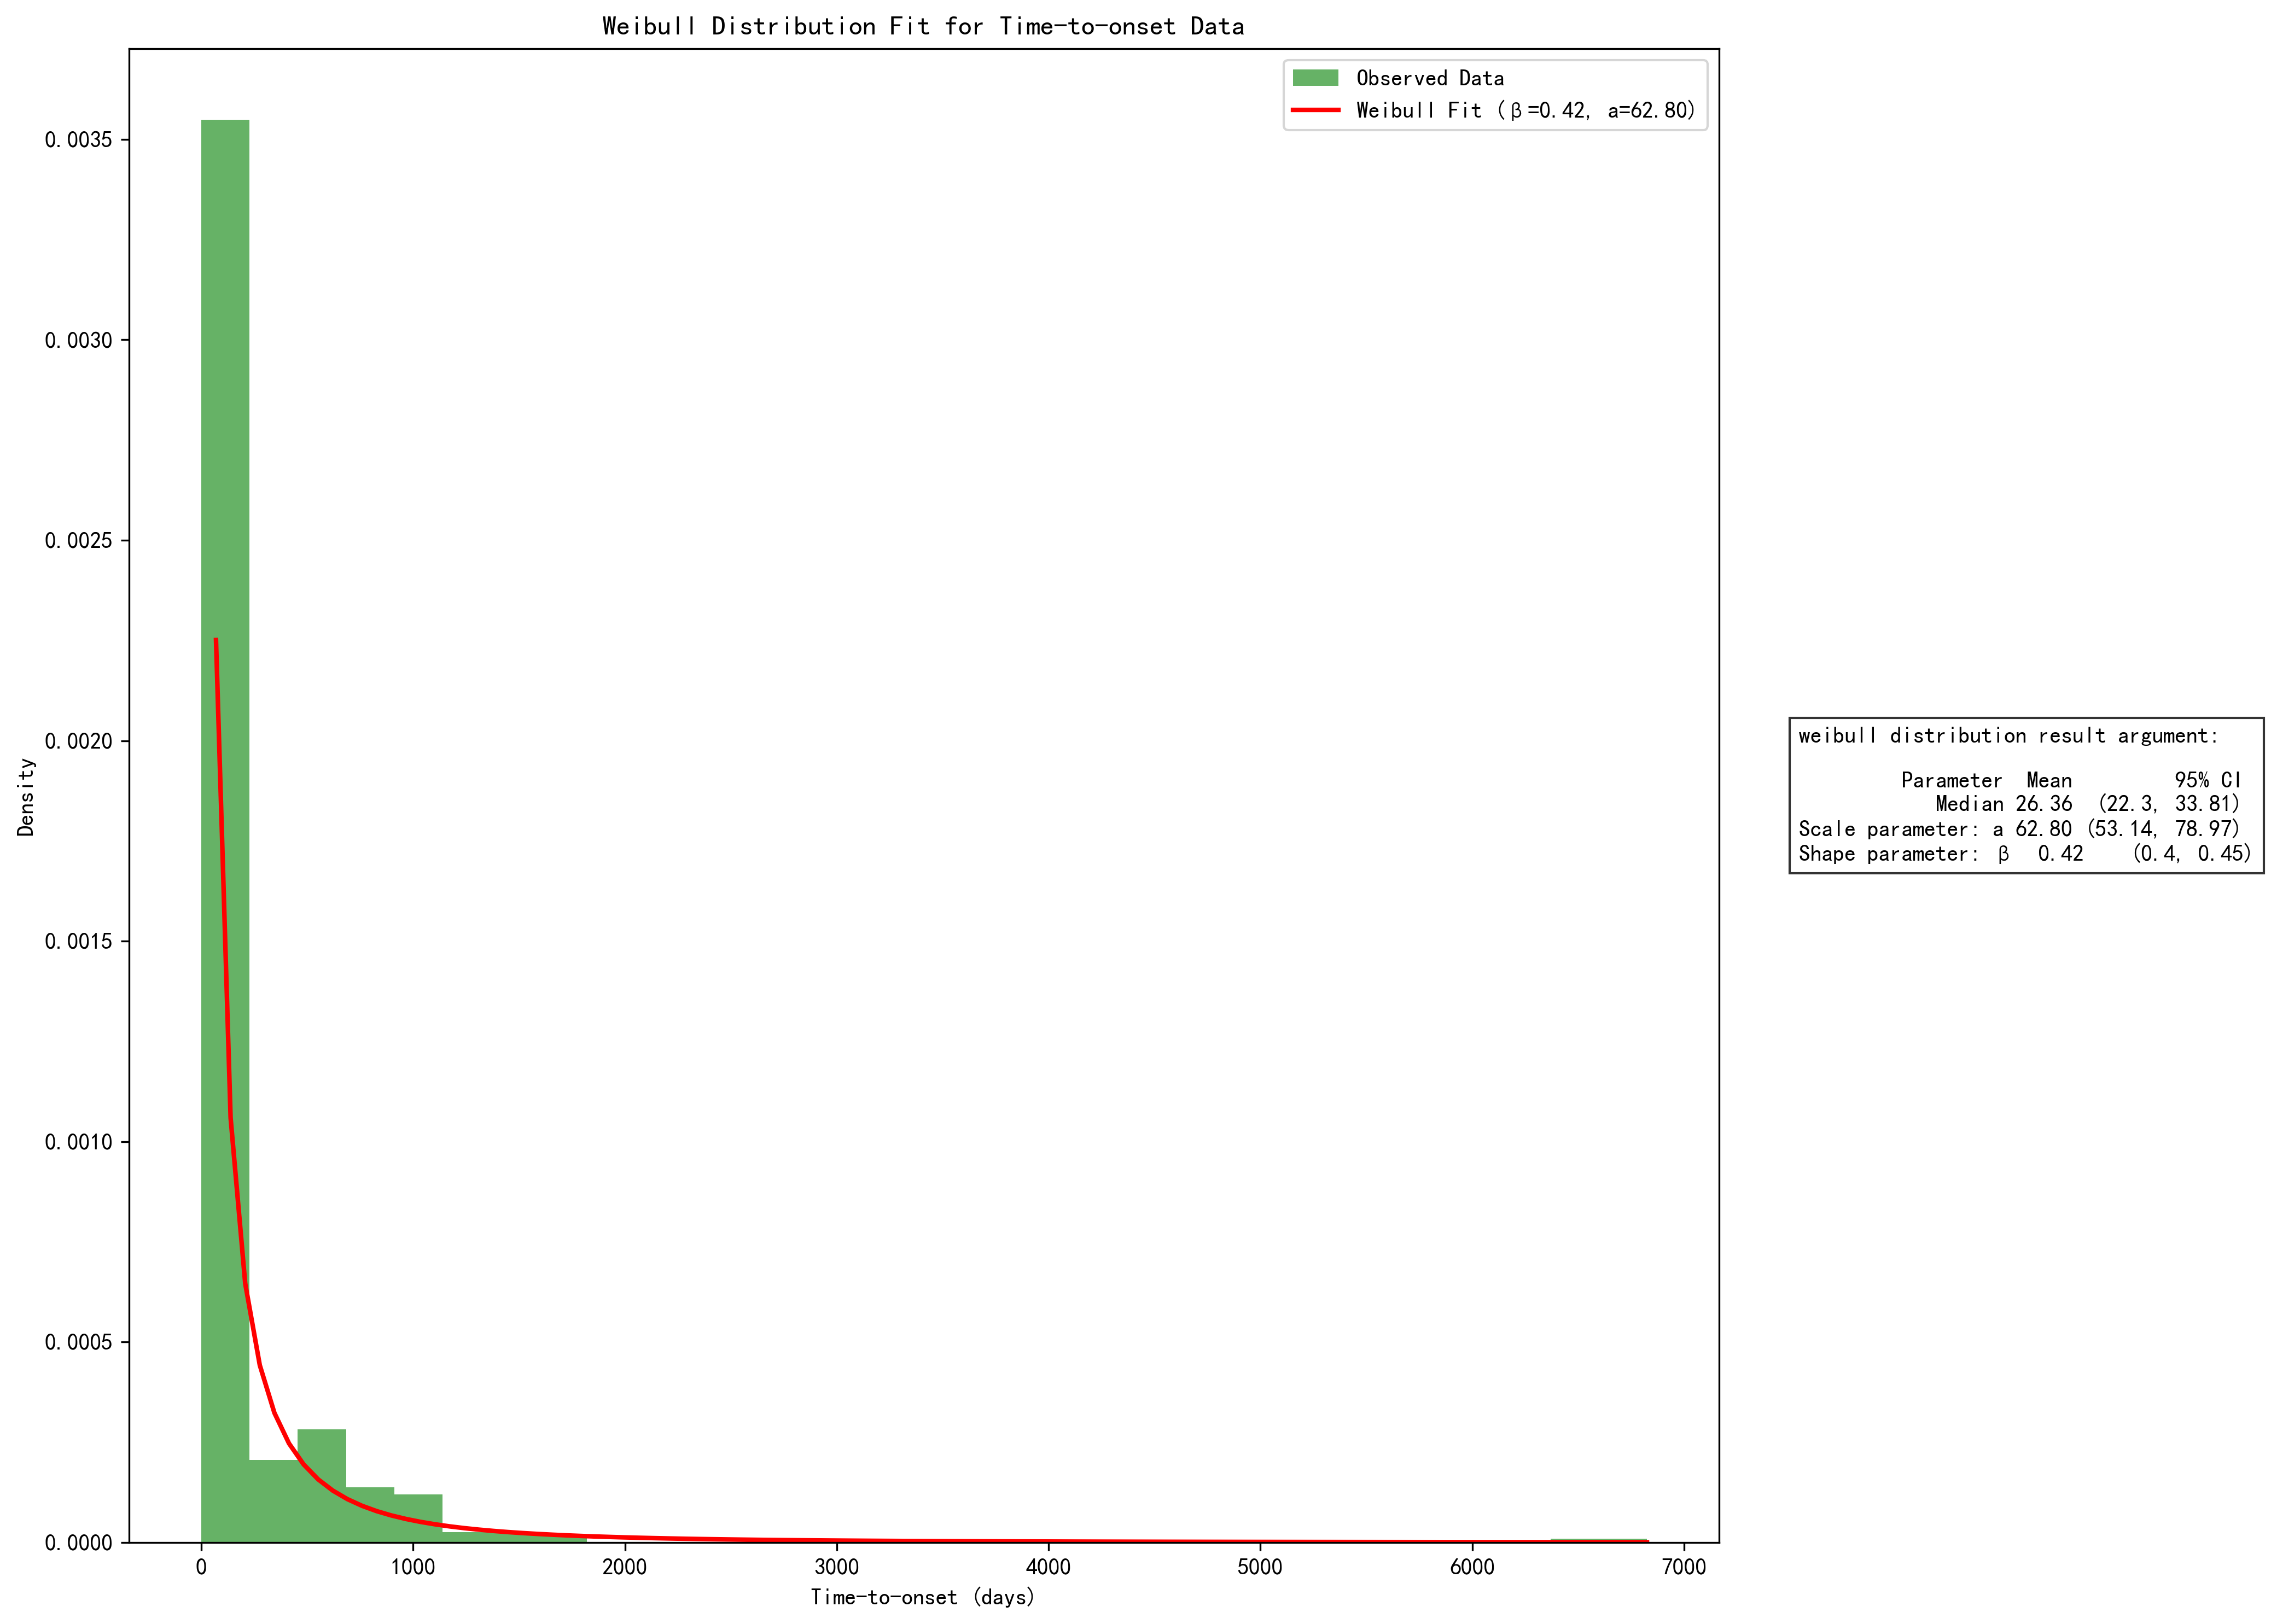 Weibull Distribution Fit for Time-to-onset Data
Observed Data
Weibull Fit (β=0.42, a=62.80)
0.0035
0.0030
0.0025
0.0020
0.0015
0.0010
0.0005
0.0000
Density
0 1000 2000 3000 4000 5000 6000 7000
Time-to-onset (days)
weibull distribution result argument:
Parameter Mean 95% CI
Median 26.36 (22.3, 33.81)
Scale parameter: a 62.80 (53.14, 78.97)
Shape parameter: β 0.42 (0.4, 0.45)